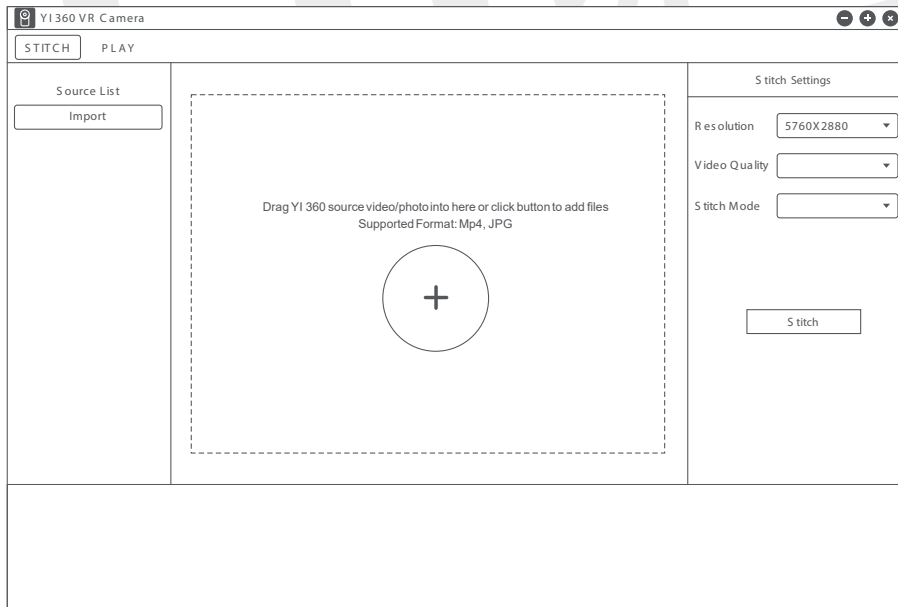 YI 360 VR Camera
STITCH PLAY
Source List
Import
Drag YI 360 source video/photo into here or click button to add files
Supported Format: Mp4, JPG
Stitch Settings
Resolution 5760X2880
Video Quality
Stitch Mode
Stitch